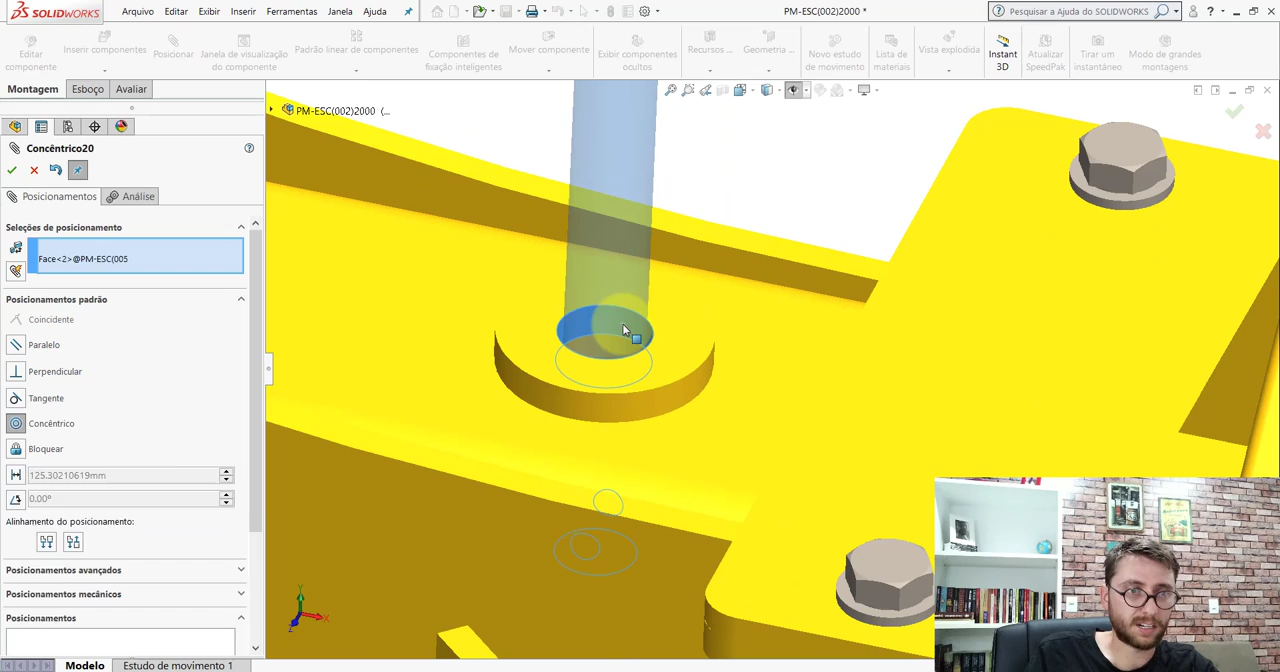 SOLIDWORKS
Arquivo Editar Exibir Inserir Ferramentas Janela Ajuda
PM-ESC(002)2000 *
Pesquisar a Ajuda do SOLIDWORKS
Editar componente
Inserir componentes
Posicionar
Janela de visualização do componente
Padrão linear de componentes
Componentes de fixação inteligentes
Mover componente
Exibir componentes ocultos
Recursos ...
Geometria ...
Novo estudo de movimento
Lista de materiais
Vista explodida
Instant 3D
Atualizar SpeedPak
Tirar um instantâneo
Modo de grandes montagens
Montagem Esboço Avaliar
PM-ESC(002)2000 (...
Concêntrico20
Posicionamentos Análise
Seleções de posicionamento
Face<2>@PM-ESC(005
Posicionamentos padrão
Coincidente
Paralelo
Perpendicular
Tangente
Concêntrico
Bloquear
125.30210619mm
0.00°
Alinhamento do posicionamento:
Posicionamentos avançados
Posicionamentos mecânicos
Posicionamentos
Modelo Estudo de movimento 1